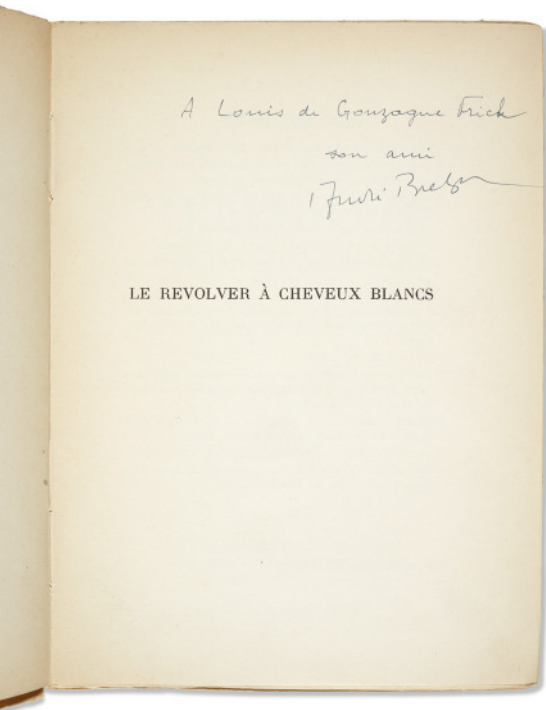 A Louis de Gonzague Frick
son ami
André Breton
LE REVOLVER À CHEVEUX BLANCS